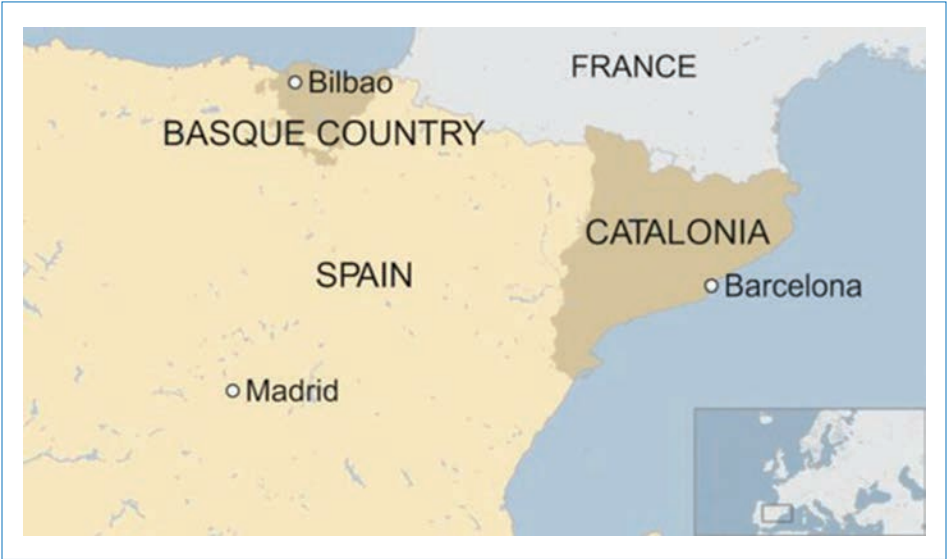 FRANCE
Bilbao
BASQUE COUNTRY
CATALONIA
SPAIN
Barcelona
Madrid